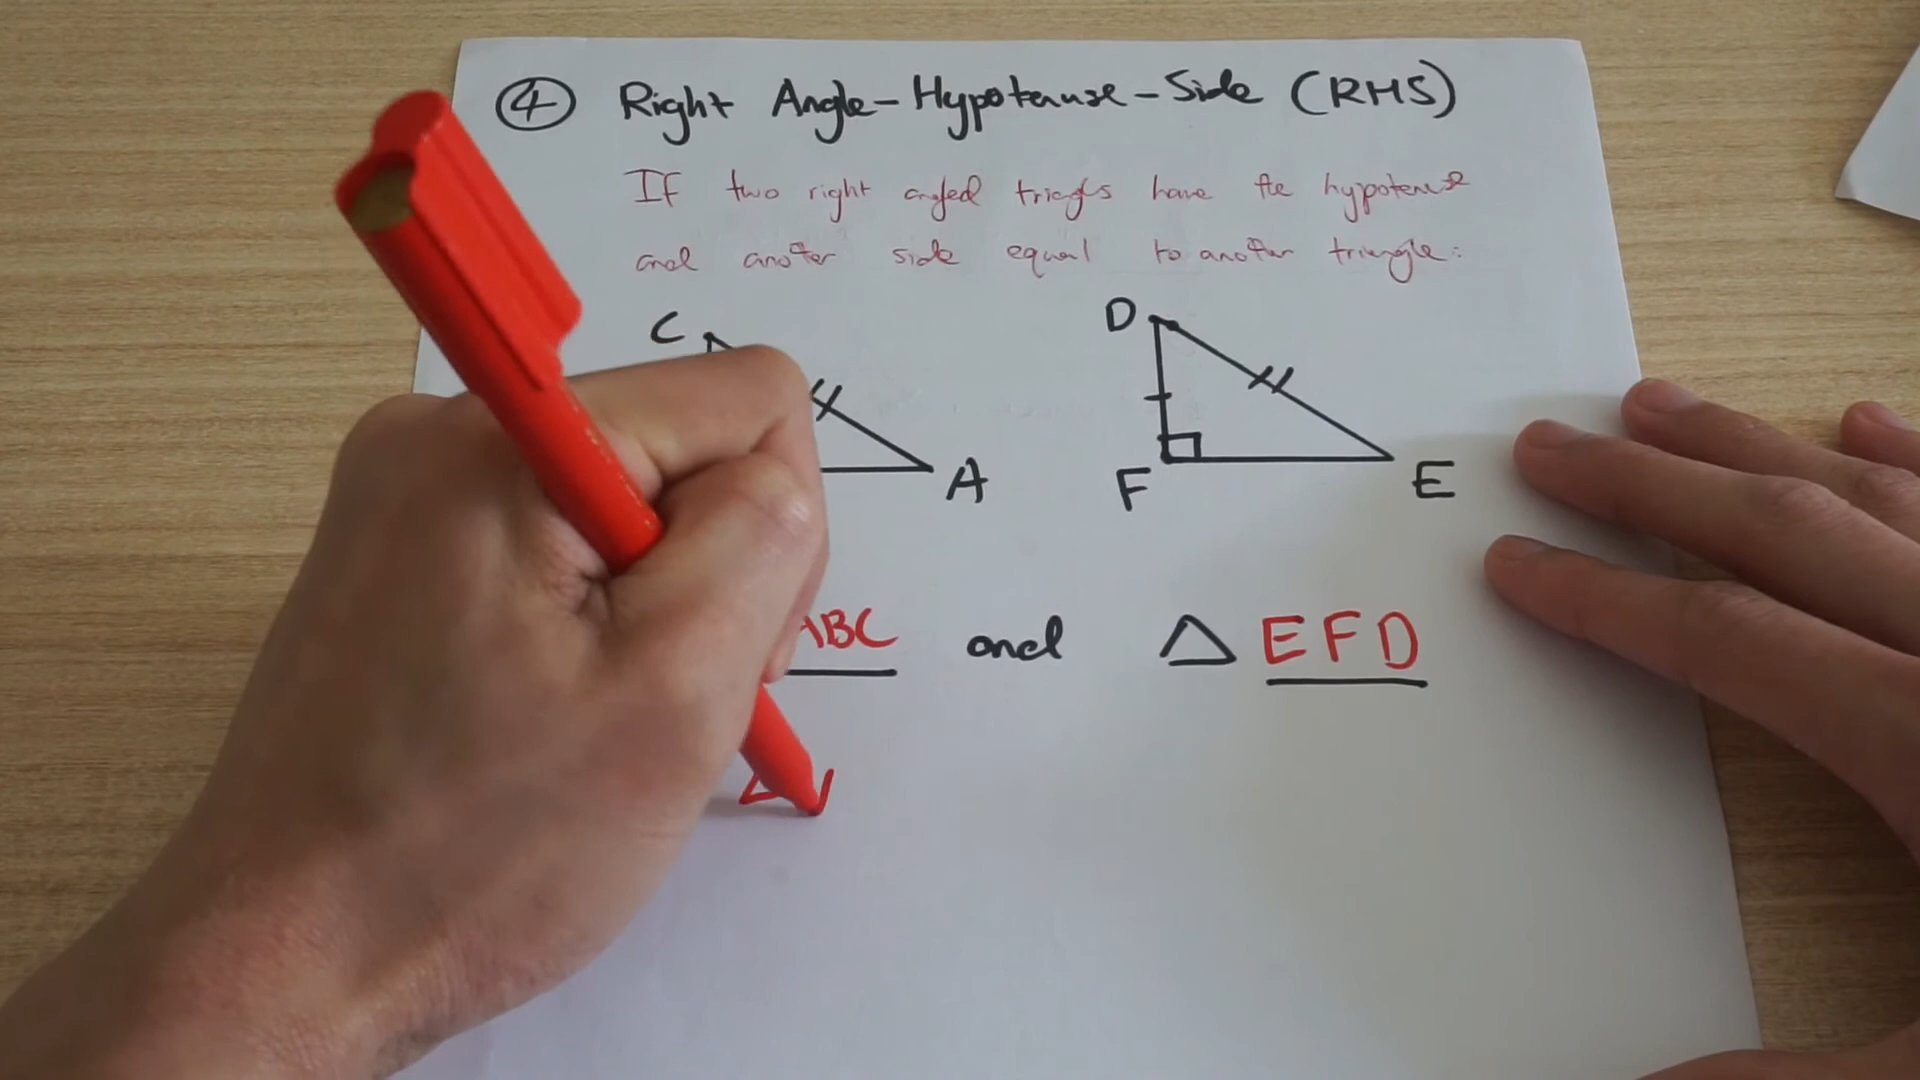 4 Right Angle-Hypotenuse-Side (RHS)
If two right angled triangles have the hypotenuse
and another side equal to another triangle:
C D
A F E
ABC and △ EFD